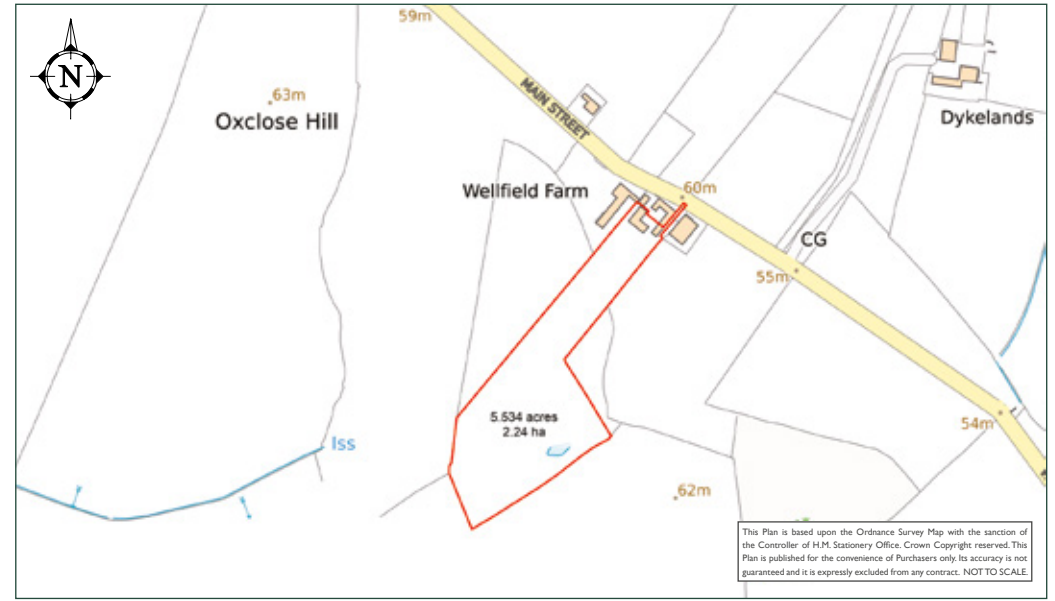 59m
N
63m
Oxclose Hill
MAIN STREET
Dykelands
Wellfield Farm
60m
CG
55m
5.534 acres
2.24 ha
54m
Iss
62m
This Plan is based upon the Ordnance Survey Map with the sanction of
the Controller of H.M. Stationery Office. Crown Copyright reserved. This
Plan is published for the convenience of Purchasers only. Its accuracy is not
guaranteed and it is expressly excluded from any contract. NOT TO SCALE.